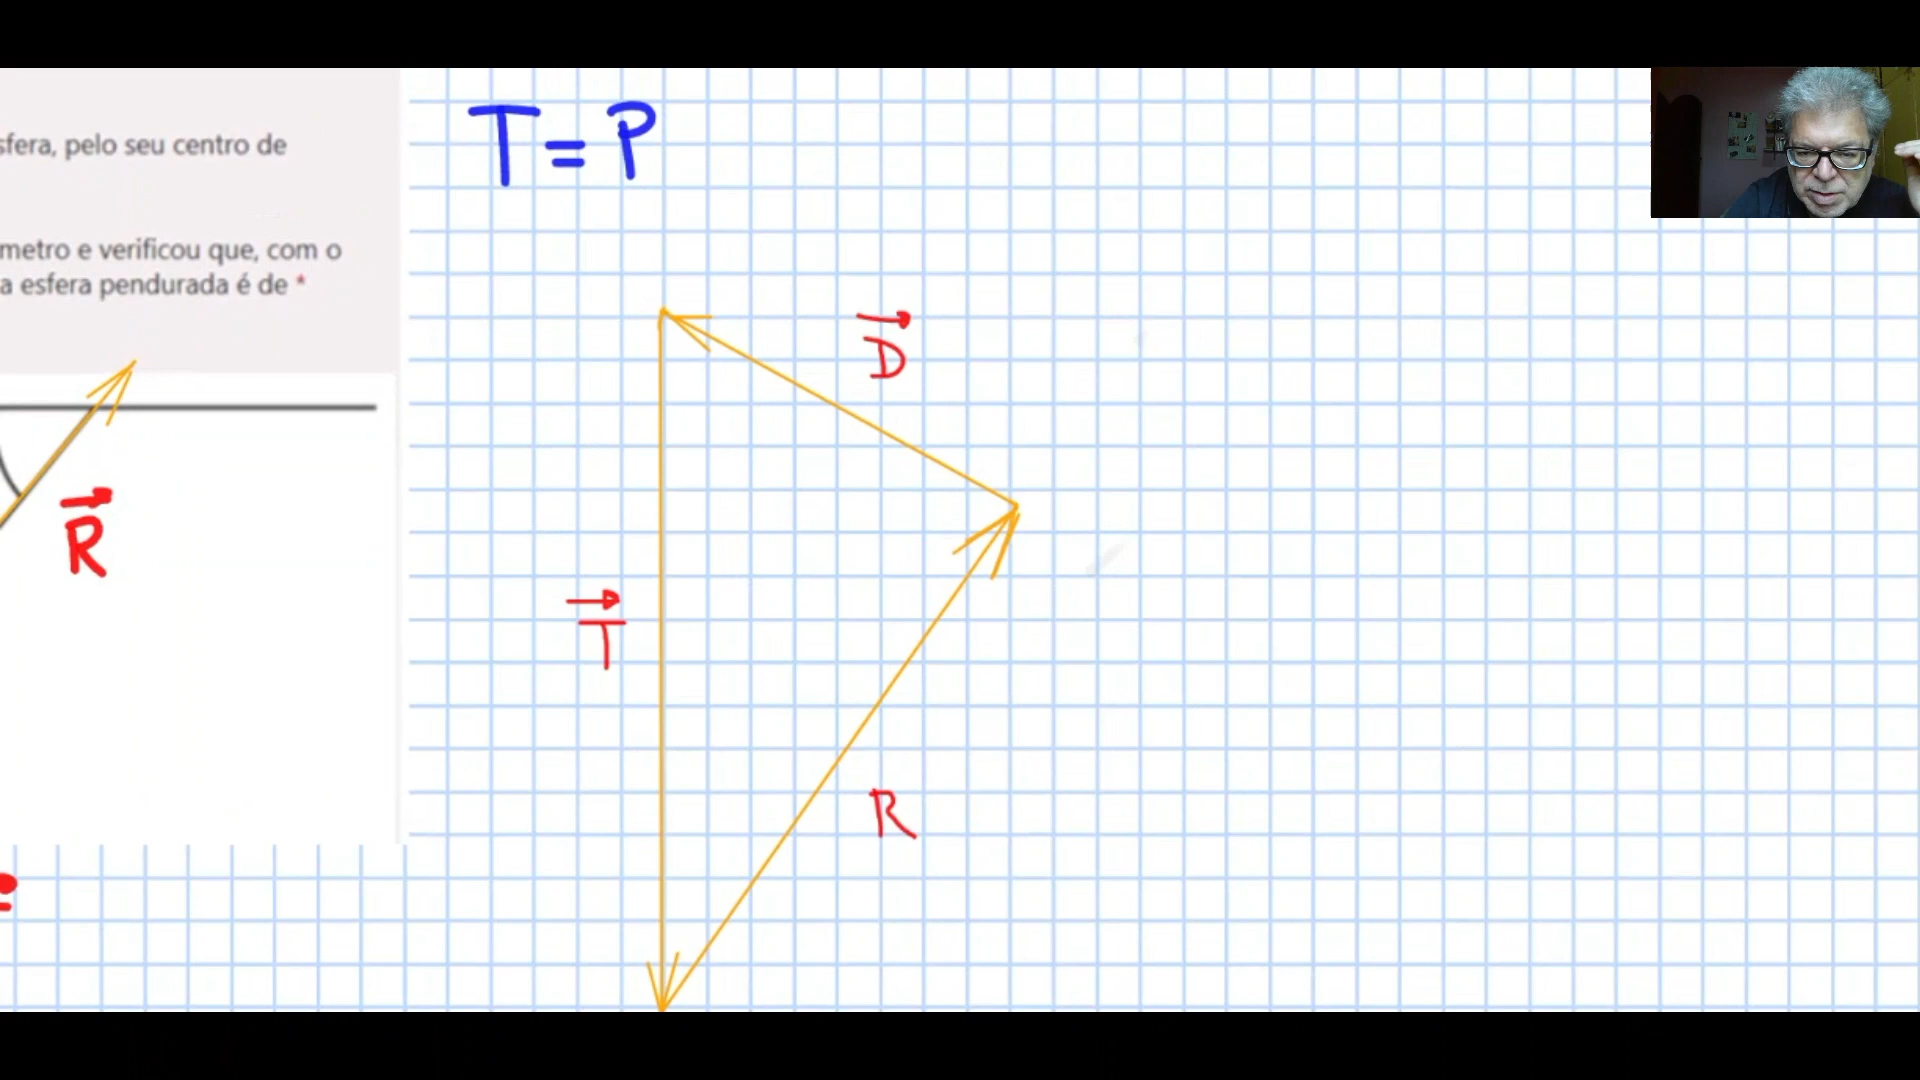 sfera, pelo seu centro de
metro e verificou que, com o
a esfera pendurada é de *
R
T = P
D
T
R